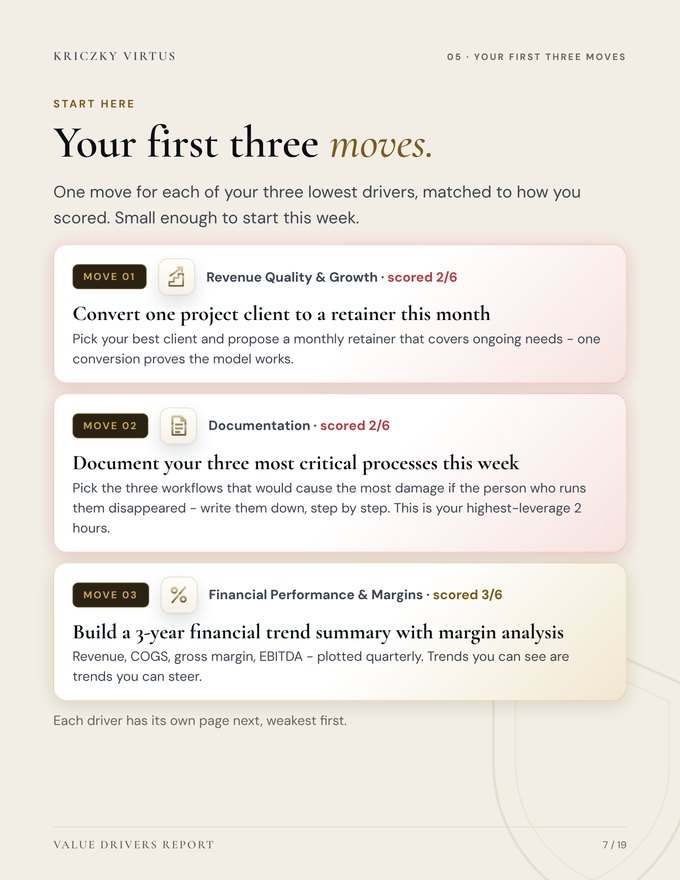 KRICZKY VIRTUS
05 · YOUR FIRST THREE MOVES
START HERE
Your first three moves.
One move for each of your three lowest drivers, matched to how you
scored. Small enough to start this week.
MOVE 01
Revenue Quality & Growth · scored 2/6
Convert one project client to a retainer this month
Pick your best client and propose a monthly retainer that covers ongoing needs - one
conversion proves the model works.
MOVE 02
Documentation · scored 2/6
Document your three most critical processes this week
Pick the three workflows that would cause the most damage if the person who runs
them disappeared - write them down, step by step. This is your highest-leverage 2
hours.
MOVE 03
Financial Performance & Margins · scored 3/6
Build a 3-year financial trend summary with margin analysis
Revenue, COGS, gross margin, EBITDA - plotted quarterly. Trends you can see are
trends you can steer.
Each driver has its own page next, weakest first.
VALUE DRIVERS REPORT
7 / 19